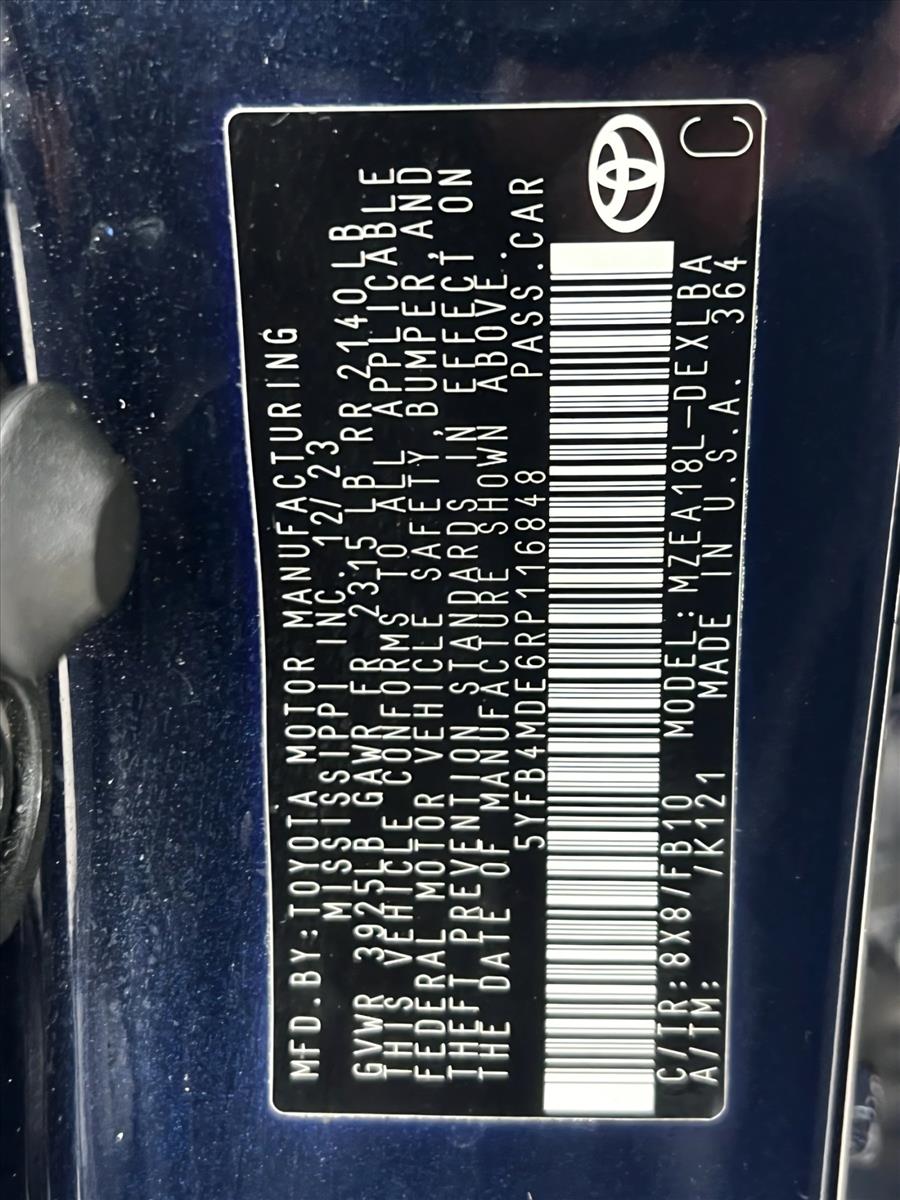 MFD.BY:TOYOTA MOTOR MANUFACTURING
MISSISSIPPI INC. 12/23
GVWR 3925LB GAWR FR 2315LB RR 2140LB
THIS VEHICLE CONFORMS TO ALL APPLICABLE
FEDERAL MOTOR VEHICLE SAFETY, BUMPER, AND
THEFT PREVENTION STANDARDS IN EFFECT ON
THE DATE OF MANUFACTURE SHOWN ABOVE.
5YFB4MDE6RP116848 PASS.CAR
C/TR:8X8/FB10 MODEL:MZEA18L-DEXLBA
A/TM: /K121 MADE IN U.S.A. 364
C